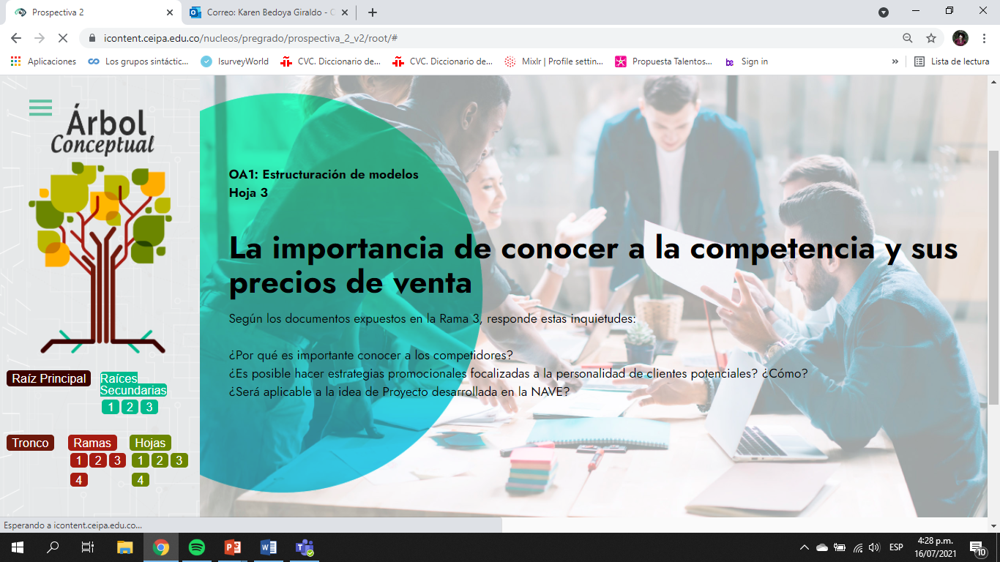 Prospectiva 2
Correo: Karen Bedoya Giraldo - C
icontent.ceipa.edu.co/nucleos/pregrado/prospectiva_2_v2/root/#
Aplicaciones
Los grupos sintáctic...
IsurveyWorld
CVC. Diccionario de...
CVC. Diccionario de...
Mixlr | Profile settin...
Propuesta Talentos...
be
Sign in
»
Lista de lectura
Árbol
Conceptual
OA1: Estructuración de modelos
Hoja 3
La importancia de conocer a la competencia y sus
precios de venta
Según los documentos expuestos en la Rama 3, responde estas inquietudes:
¿Por qué es importante conocer a los competidores?
¿Es posible hacer estrategias promocionales focalizadas a la personalidad de clientes potenciales? ¿Cómo?
¿Será aplicable a la idea de Proyecto desarrollada en la NAVE?
Raíz Principal
Raíces
Secundarias
1 2 3
Tronco
Ramas
1 2 3
4
Hojas
1 2 3
4
Esperando a icontent.ceipa.edu.co...
ESP
4:28 p.m.
16/07/2021
10